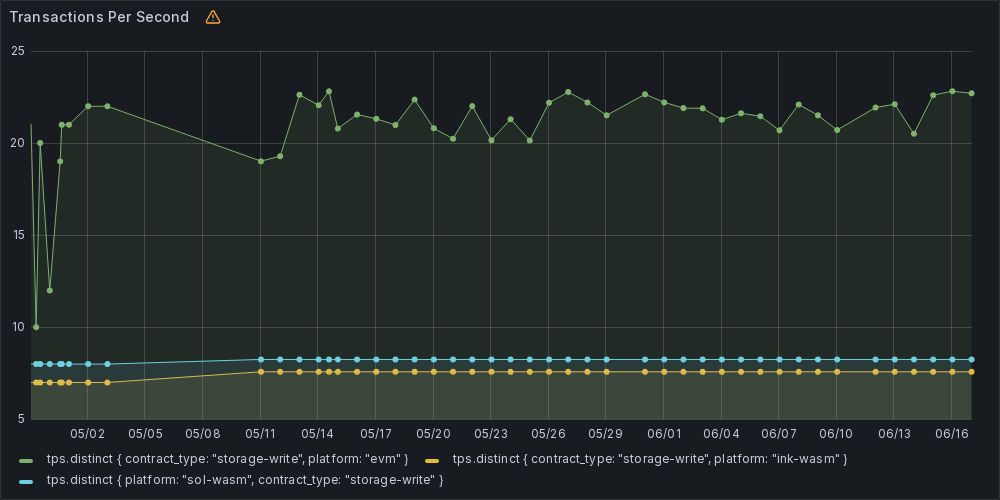 Transactions Per Second
25
20
15
10
5
05/02 05/05 05/08 05/11 05/14 05/17 05/20 05/23 05/26 05/29 06/01 06/04 06/07 06/10 06/13 06/16
tps.distinct { contract_type: "storage-write", platform: "evm" } tps.distinct { contract_type: "storage-write", platform: "ink-wasm" }
tps.distinct { platform: "sol-wasm", contract_type: "storage-write" }